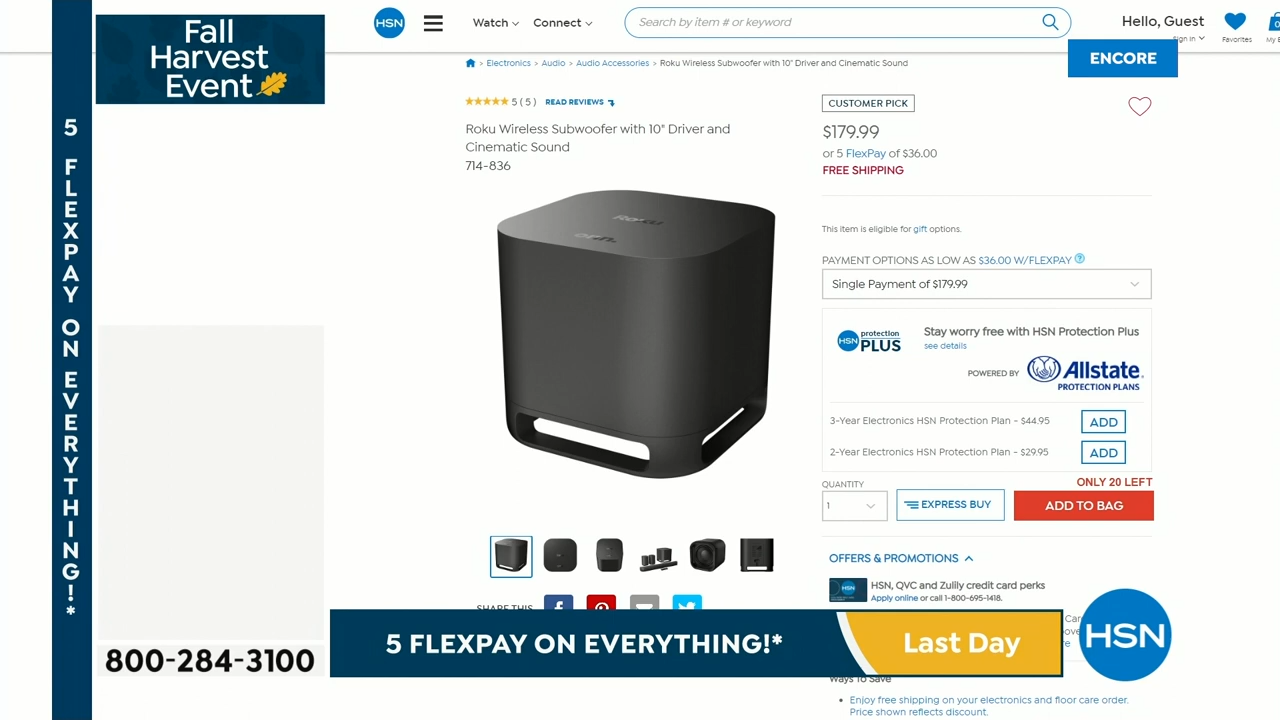 Fall
Harvest
Event
5 FLEXPAY ON EVERYTHING!*
HSN
Watch
Connect
Search by item # or keyword
Hello, Guest
Sign in
Favorites
ENCORE
> Electronics > Audio > Audio Accessories > Roku Wireless Subwoofer with 10" Driver and Cinematic Sound
5 ( 5 ) READ REVIEWS
Roku Wireless Subwoofer with 10" Driver and
Cinematic Sound
714-836
CUSTOMER PICK
$179.99
or 5 FlexPay of $36.00
FREE SHIPPING
This item is eligible for gift options.
PAYMENT OPTIONS AS LOW AS $36.00 W/FLEXPAY ?
Single Payment of $179.99
HSN protection PLUS
Stay worry free with HSN Protection Plus
see details
POWERED BY Allstate.
PROTECTION PLANS
3-Year Electronics HSN Protection Plan - $44.95 ADD
2-Year Electronics HSN Protection Plan - $29.95 ADD
ONLY 20 LEFT
QUANTITY
1
EXPRESS BUY
ADD TO BAG
OFFERS & PROMOTIONS
HSN, QVC and Zulily credit card perks
Apply online or call 1-800-695-1418.
SHARE THIS
5 FLEXPAY ON EVERYTHING!*
Last Day
HSN
800-284-3100
Ways To Save
• Enjoy free shipping on your electronics and floor care order.
Price shown reflects discount.